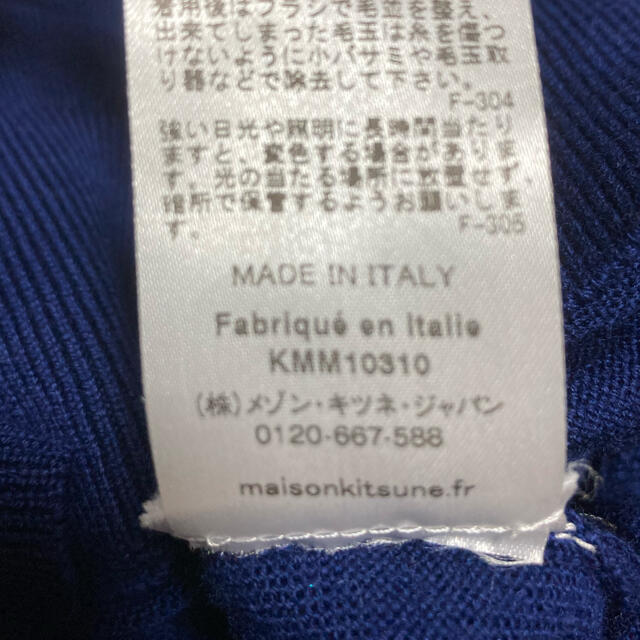 着用後はブラシで毛並を整え、
出来てしまった毛玉は糸を傷つ
けないように小バサミや毛玉取
り器などで除去して下さい。
F-304
強い日光や照明に長時間当たり
ますと、変色する場合がありま
す。光の当たる場所に放置せず、
暗所で保管するようお願いしま
す。
F-305
MADE IN ITALY
Fabriqué en Italie
KMM10310
(株)メゾン・キツネ・ジャパン
0120-667-588
maisonkitsune.fr